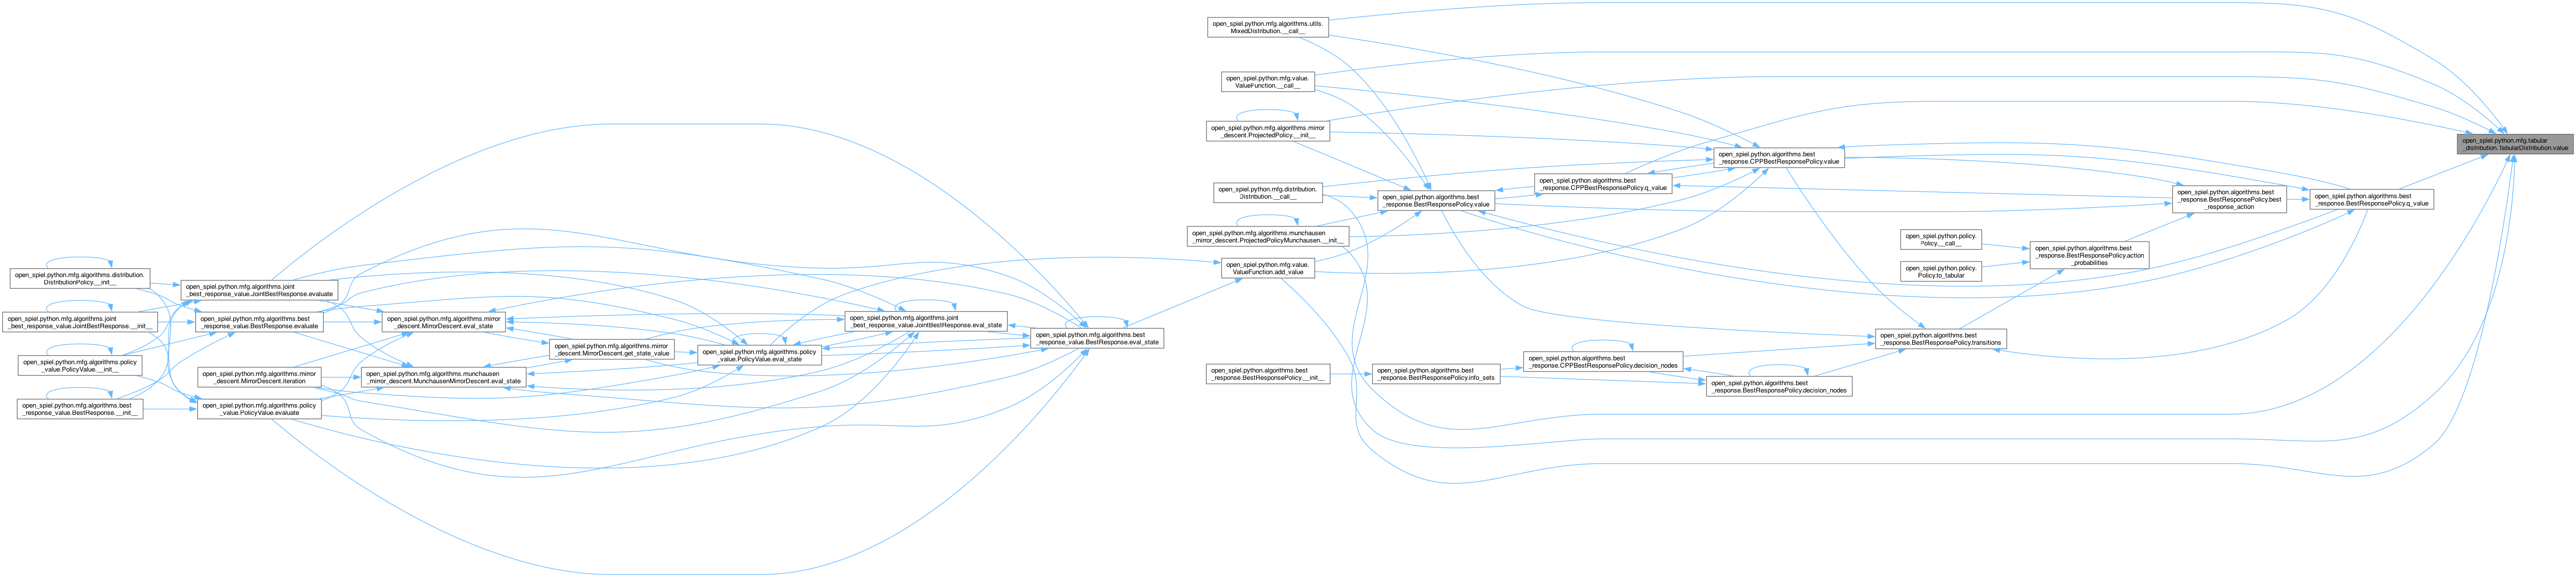 open_spiel.python.mfg.algorithms.utils.
MixedDistribution.__call__
open_spiel.python.mfg.value.
ValueFunction.__call__
open_spiel.python.mfg.algorithms.mirror
_descent.ProjectedPolicy.__init__
open_spiel.python.mfg.tabular
_distribution.TabularDistribution.value
open_spiel.python.algorithms.best
_response.CPPBestResponsePolicy.value
open_spiel.python.algorithms.best
_response.CPPBestResponsePolicy.q_value
open_spiel.python.mfg.distribution.
Distribution.__call__
open_spiel.python.algorithms.best
_response.BestResponsePolicy.value
open_spiel.python.algorithms.best
_response.BestResponsePolicy.best
_response_action
open_spiel.python.algorithms.best
_response.BestResponsePolicy.q_value
open_spiel.python.mfg.algorithms.munchausen
_mirror_descent.ProjectedPolicyMunchausen.__init__
open_spiel.python.policy.
Policy.__call__
open_spiel.python.algorithms.best
_response.BestResponsePolicy.action
_probabilities
open_spiel.python.mfg.value.
ValueFunction.add_value
open_spiel.python.policy.
Policy.to_tabular
open_spiel.python.mfg.algorithms.distribution.
DistributionPolicy.__init__
open_spiel.python.mfg.algorithms.joint
_best_response_value.JointBestResponse.evaluate
open_spiel.python.mfg.algorithms.joint
_best_response_value.JointBestResponse.__init__
open_spiel.python.mfg.algorithms.best
_response_value.BestResponse.evaluate
open_spiel.python.mfg.algorithms.mirror
_descent.MirrorDescent.eval_state
open_spiel.python.mfg.algorithms.joint
_best_response_value.JointBestResponse.eval_state
open_spiel.python.mfg.algorithms.best
_response_value.BestResponse.eval_state
open_spiel.python.algorithms.best
_response.BestResponsePolicy.transitions
open_spiel.python.mfg.algorithms.mirror
_descent.MirrorDescent.get_state_value
open_spiel.python.mfg.algorithms.policy
_value.PolicyValue.eval_state
open_spiel.python.mfg.algorithms.policy
_value.PolicyValue.__init__
open_spiel.python.algorithms.best
_response.CPPBestResponsePolicy.decision_nodes
open_spiel.python.mfg.algorithms.mirror
_descent.MirrorDescent.iteration
open_spiel.python.mfg.algorithms.munchausen
_mirror_descent.MunchausenMirrorDescent.eval_state
open_spiel.python.algorithms.best
_response.BestResponsePolicy.__init__
open_spiel.python.algorithms.best
_response.BestResponsePolicy.info_sets
open_spiel.python.algorithms.best
_response.BestResponsePolicy.decision_nodes
open_spiel.python.mfg.algorithms.best
_response_value.BestResponse.__init__
open_spiel.python.mfg.algorithms.policy
_value.PolicyValue.evaluate